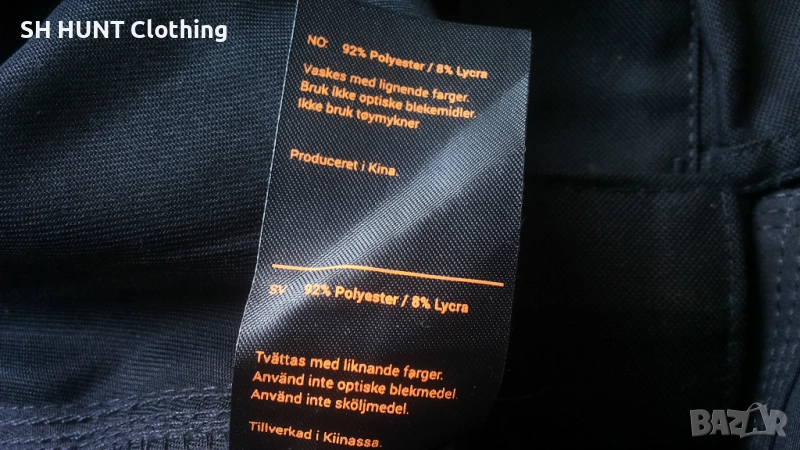 SH HUNT Clothing
NO: 92% Polyester / 8% Lycra
Vaskes med lignende farger.
Bruk ikke optiske blekemidler.
Ikke bruk tøymykner
Produceret i Kina.
SV: 92% Polyester / 8% Lycra
Tvättas med liknande farger.
Använd inte optiske blekmedel.
Använd inte sköljmedel.
Tillverkad i Kiinassa.
BAZAR